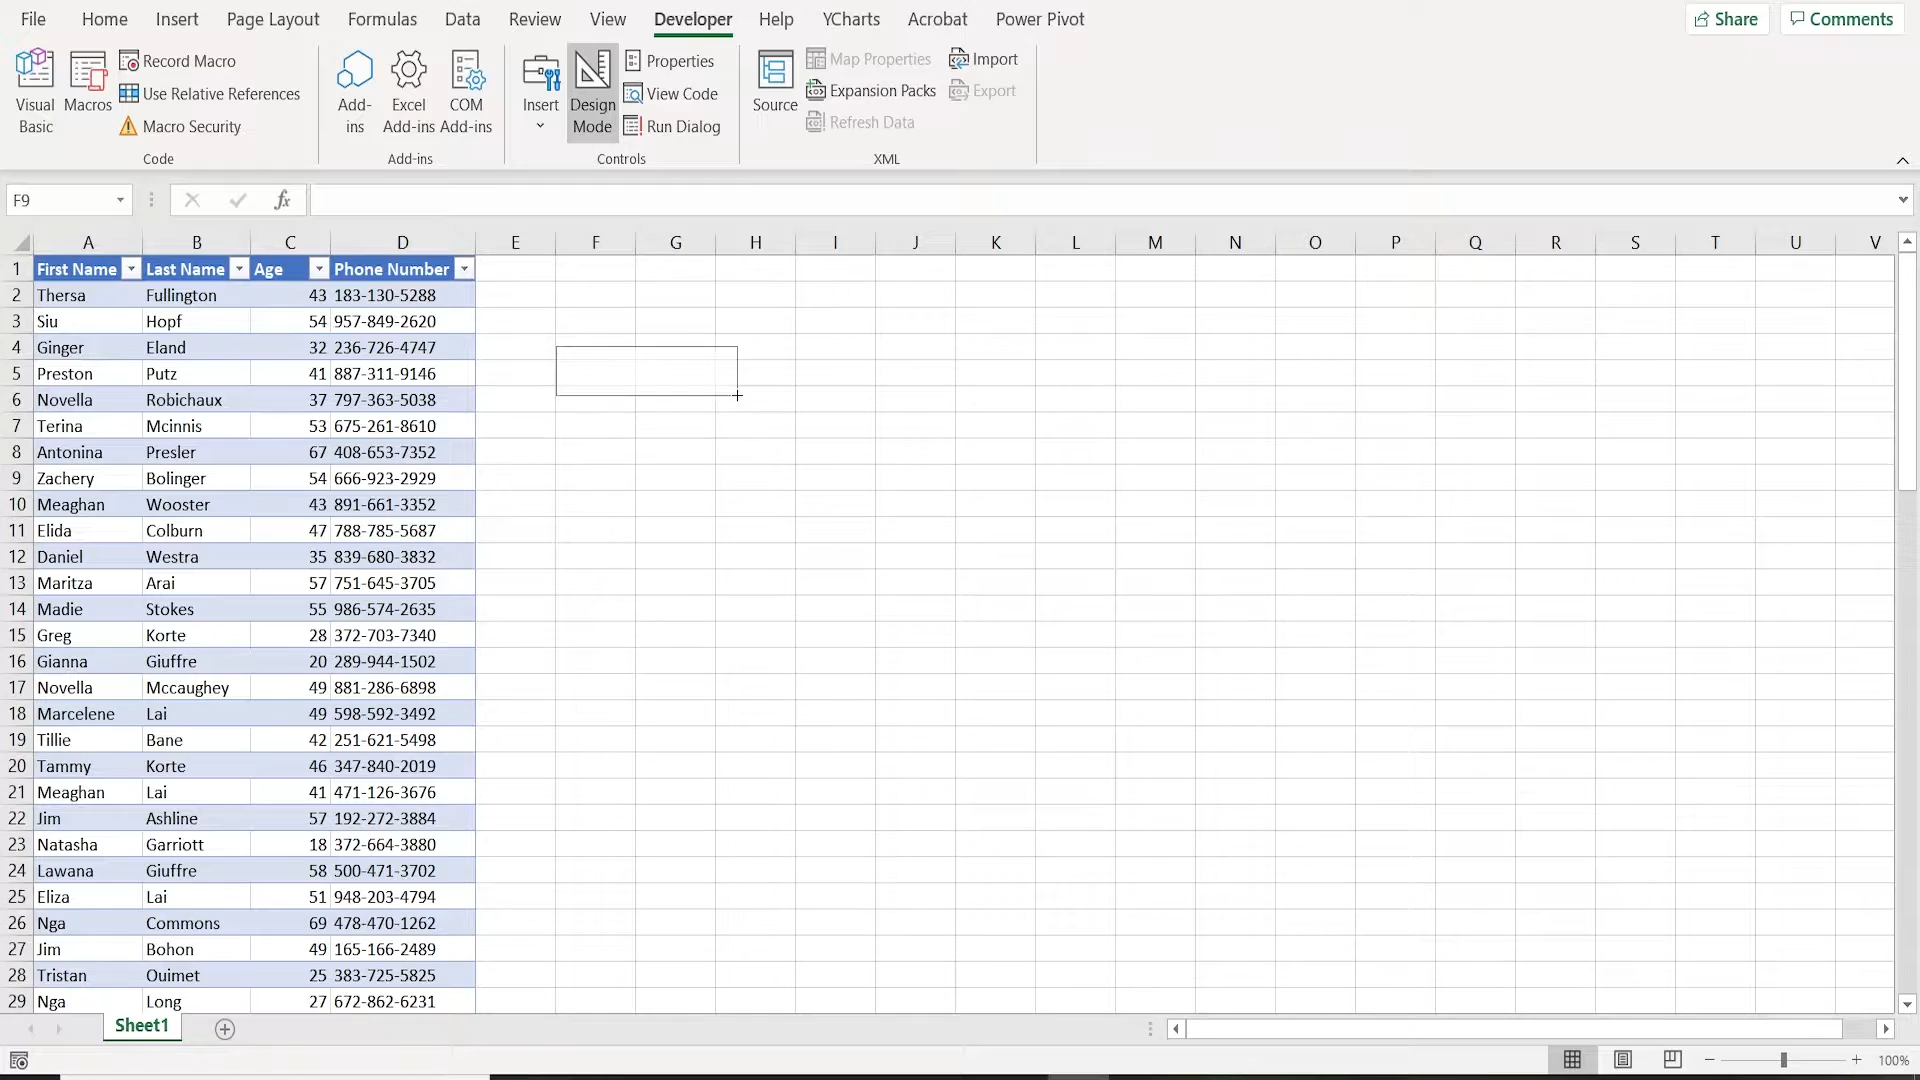 File Home Insert Page Layout Formulas Data Review View Developer Help YCharts Acrobat Power Pivot Share Comments
Visual Basic
Macros
Record Macro
Use Relative References
Macro Security
Code
Add-ins
Excel Add-ins
COM Add-ins
Add-ins
Insert
Design Mode
Properties
View Code
Run Dialog
Controls
Source
Map Properties
Expansion Packs
Refresh Data
Import
Export
XML
F9 fx
A B C D E F G H I J K L M N O P Q R S T U V
1 First Name Last Name Age Phone Number
2 Thersa Fullington 43 183-130-5288
3 Siu Hopf 54 957-849-2620
4 Ginger Eland 32 236-726-4747
5 Preston Putz 41 887-311-9146
6 Novella Robichaux 37 797-363-5038
7 Terina Mcinnis 53 675-261-8610
8 Antonina Presler 67 408-653-7352
9 Zachery Bolinger 54 666-923-2929
10 Meaghan Wooster 43 891-661-3352
11 Elida Colburn 47 788-785-5687
12 Daniel Westra 35 839-680-3832
13 Maritza Arai 57 751-645-3705
14 Madie Stokes 55 986-574-2635
15 Greg Korte 28 372-703-7340
16 Gianna Giuffre 20 289-944-1502
17 Novella Mccaughey 49 881-286-6898
18 Marcelene Lai 49 598-592-3492
19 Tillie Bane 42 251-621-5498
20 Tammy Korte 46 347-840-2019
21 Meaghan Lai 41 471-126-3676
22 Jim Ashline 57 192-272-3884
23 Natasha Garriott 18 372-664-3880
24 Lawana Giuffre 58 500-471-3702
25 Eliza Lai 51 948-203-4794
26 Nga Commons 69 478-470-1262
27 Jim Bohon 49 165-166-2489
28 Tristan Ouimet 25 383-725-5825
29 Nga Long 27 672-862-6231
Sheet1
100%